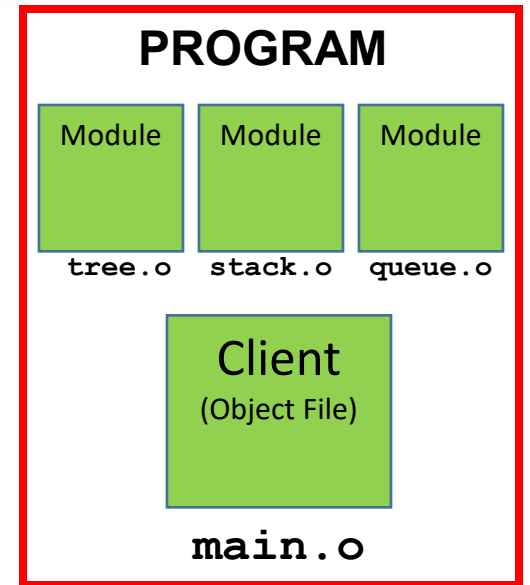 PROGRAM
Module Module Module
tree.o stack.o queue.o
Client
(Object File)
main.o